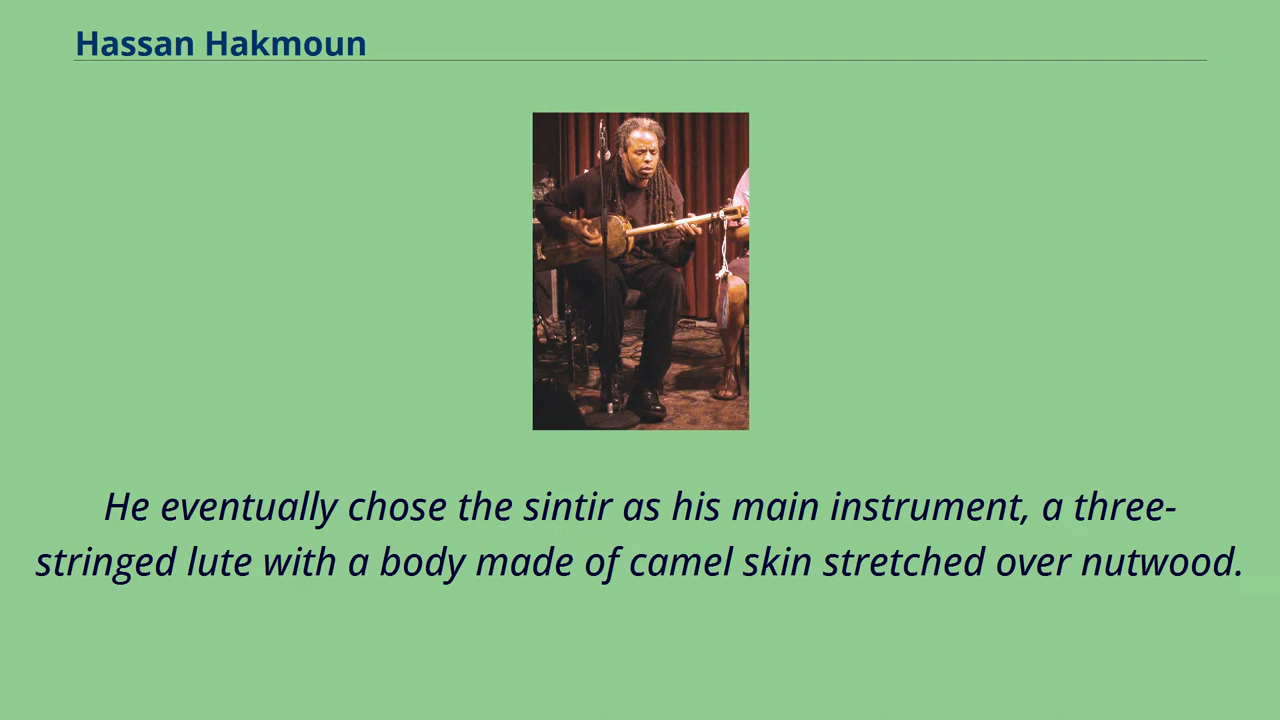 Hassan Hakmoun
He eventually chose the sintir as his main instrument, a three-
stringed lute with a body made of camel skin stretched over nutwood.